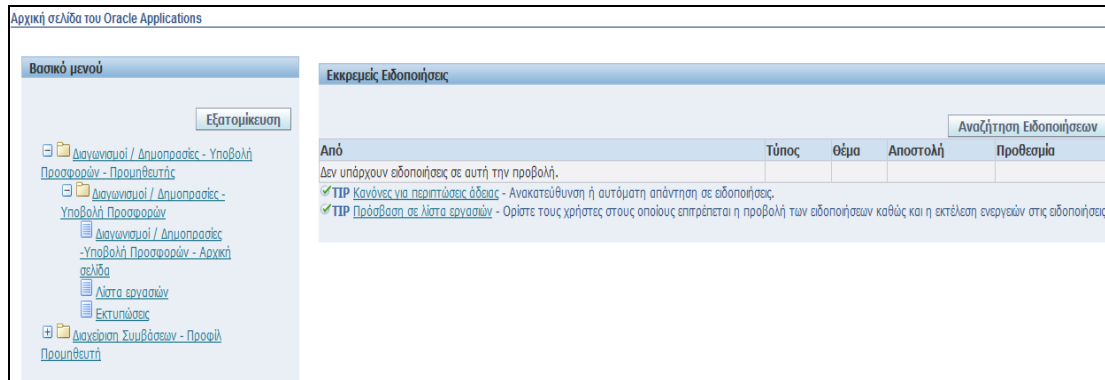 Αρχική σελίδα του Oracle Applications
Βασικό μενού
Εξατομίκευση
Διαγωνισμοί / Δημοπρασίες - Υποβολή
Προσφορών - Προμηθευτής
Διαγωνισμοί / Δημοπρασίες -
Υποβολή Προσφορών
Διαγωνισμοί / Δημοπρασίες
-Υποβολή Προσφορών - Αρχική
σελίδα
Λίστα εργασιών
Εκτυπώσεις
Διαχείριση Συμβάσεων - Προφίλ
Προμηθευτή
Εκκρεμείς Ειδοποιήσεις
Αναζήτηση Ειδοποιήσεων
Από Τύπος Θέμα Αποστολή Προθεσμία
Δεν υπάρχουν ειδοποιήσεις σε αυτή την προβολή.
TIP Κανόνες για περιπτώσεις άδειας - Ανακατεύθυνση ή αυτόματη απάντηση σε ειδοποιήσεις.
TIP Πρόσβαση σε λίστα εργασιών - Ορίστε τους χρήστες στους οποίους επιτρέπεται η προβολή των ειδοποιήσεων καθώς και η εκτέλεση ενεργειών στις ειδοποιήσεις